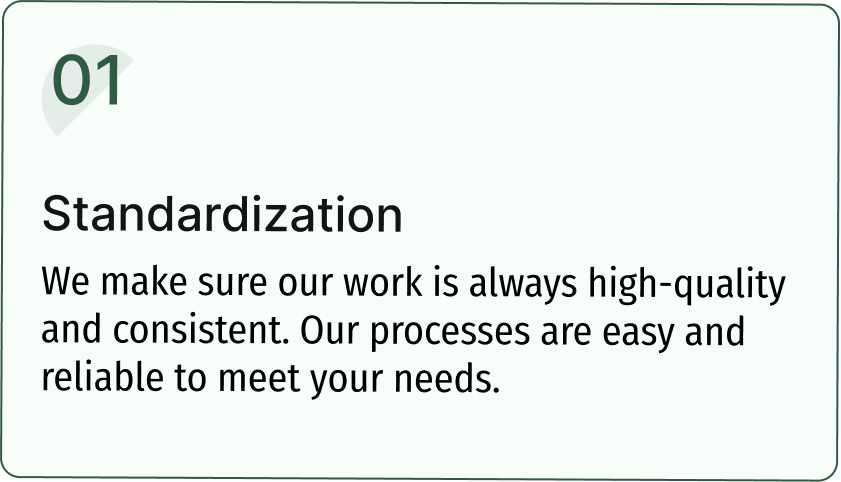 01
Standardization
We make sure our work is always high-quality
and consistent. Our processes are easy and
reliable to meet your needs.